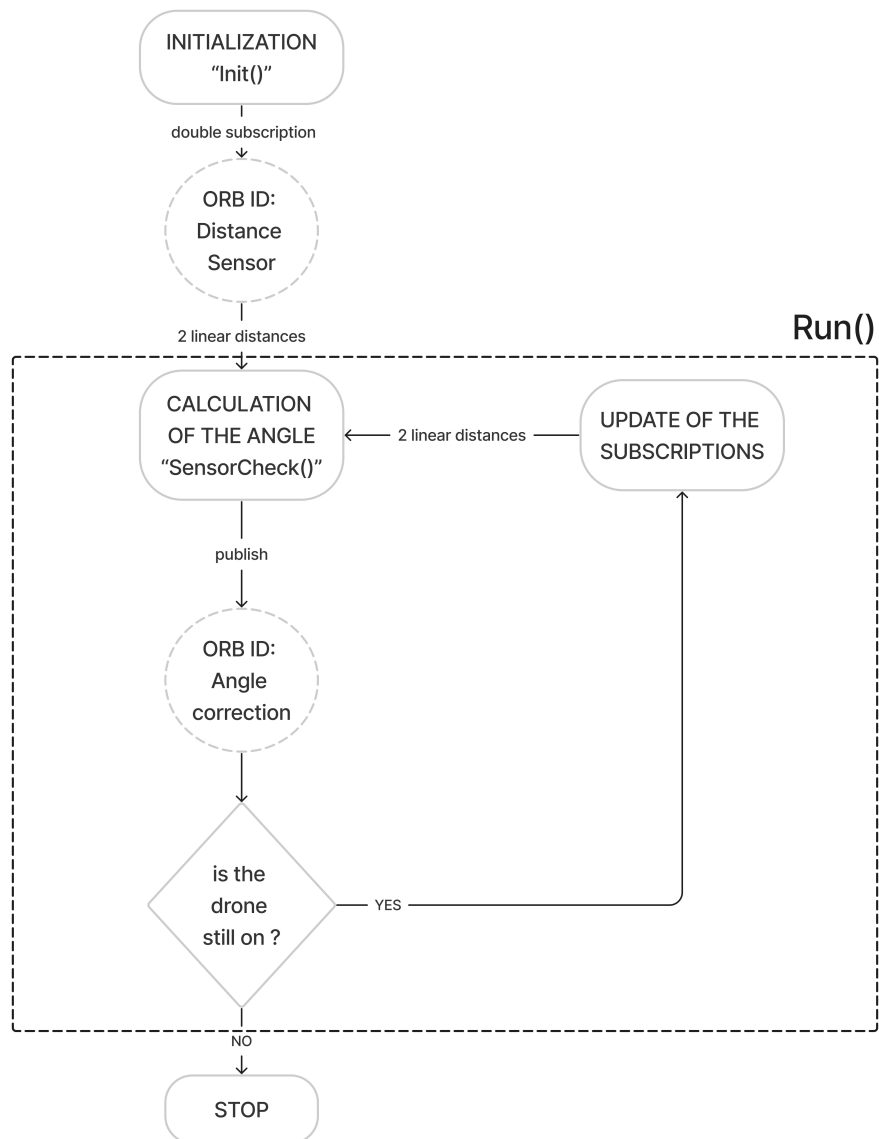 INITIALIZATION
“Init()”
double subscription
ORB ID:
Distance
Sensor
2 linear distances
Run()
CALCULATION
OF THE ANGLE
“SensorCheck()”
2 linear distances
UPDATE OF THE
SUBSCRIPTIONS
publish
ORB ID:
Angle
correction
is the
drone
still on ?
YES
NO
STOP